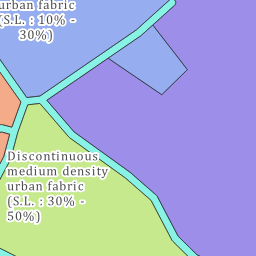 urban fabric
(S.L. : 10% -
30%)
Discontinuous
medium density
urban fabric
(S.L. : 30% -
50%)